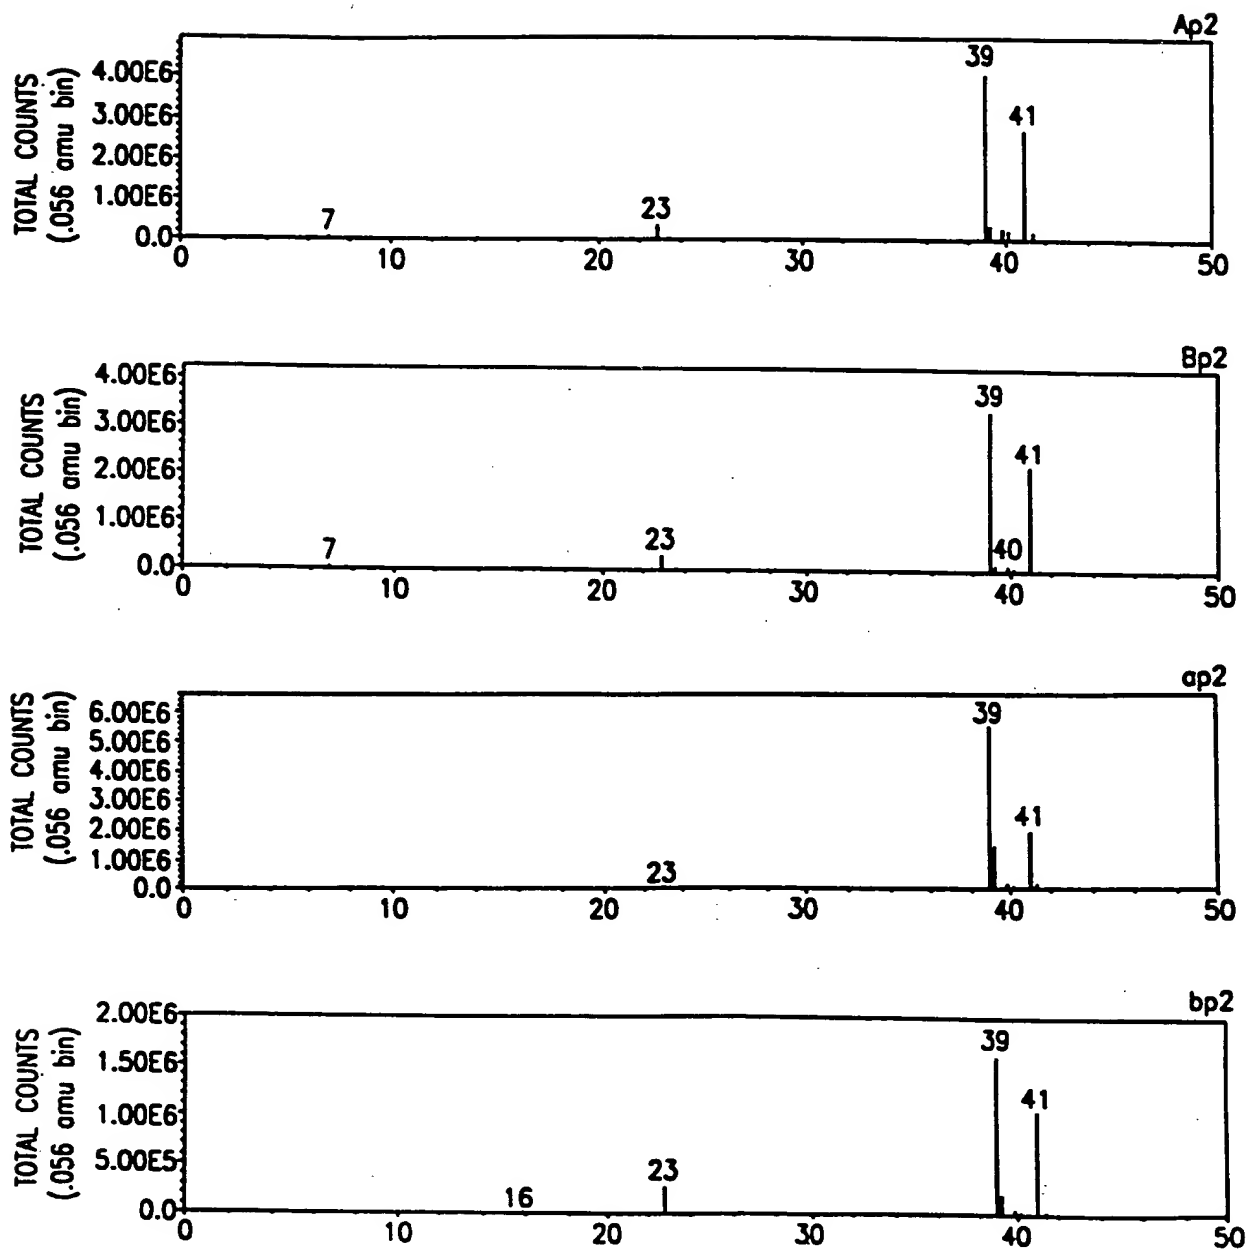 Ap2
TOTAL COUNTS
(.056 amu bin)
4.00E6
3.00E6
2.00E6
1.00E6
0.0
39
41
7
23
0 10 20 30 40 50
Bp2
TOTAL COUNTS
(.056 amu bin)
4.00E6
3.00E6
2.00E6
1.00E6
0.0
39
41
7
23
40
0 10 20 30 40 50
ap2
TOTAL COUNTS
(.056 amu bin)
6.00E6
5.00E6
4.00E6
3.00E6
2.00E6
1.00E6
0.0
39
41
23
0 10 20 30 40 50
bp2
TOTAL COUNTS
(.056 amu bin)
2.00E6
1.50E6
1.00E6
5.00E5
0.0
39
41
16
23
0 10 20 30 40 50